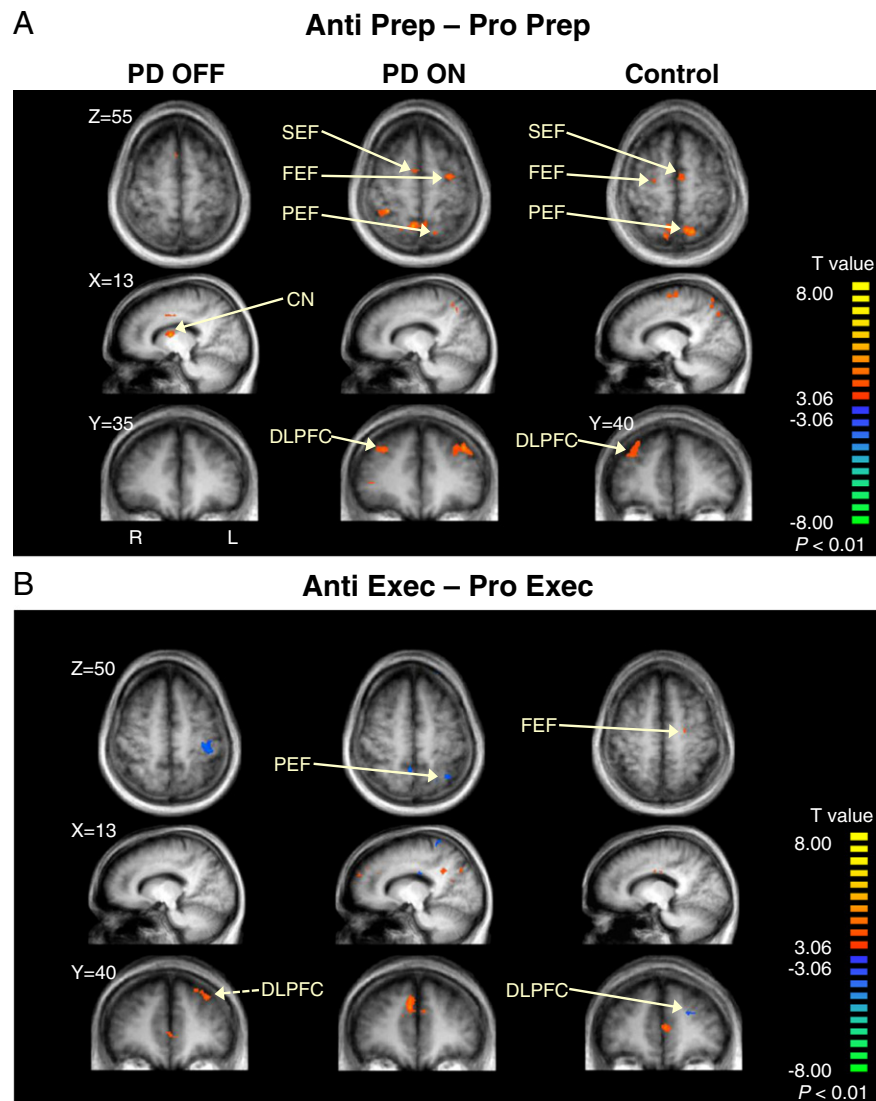 A
Anti Prep – Pro Prep
PD OFF
PD ON
Control
Z=55
SEF
FEF
PEF
SEF
FEF
PEF
X=13
CN
T value
8.00
3.06
-3.06
-8.00
P < 0.01
Y=35
DLPFC
Y=40
DLPFC
R
L
B
Anti Exec – Pro Exec
Z=50
PEF
FEF
X=13
T value
8.00
3.06
-3.06
-8.00
P < 0.01
Y=40
DLPFC
DLPFC